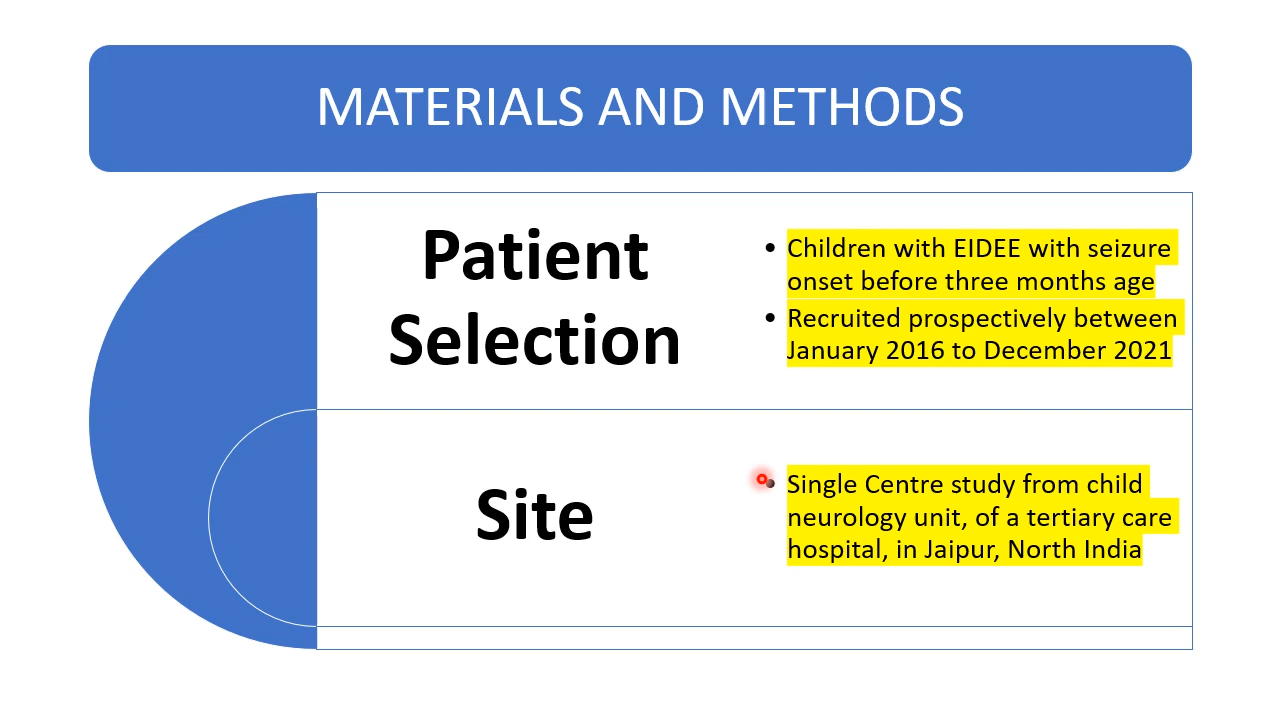 MATERIALS AND METHODS
Patient
Selection
• Children with EIDEE with seizure
onset before three months age
• Recruited prospectively between
January 2016 to December 2021
Site
• Single Centre study from child
neurology unit, of a tertiary care
hospital, in Jaipur, North India